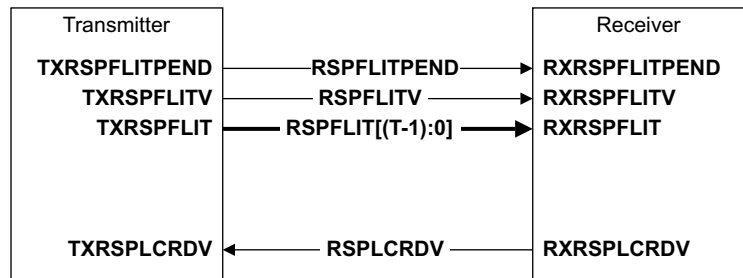 Transmitter Receiver
TXRSPFLITPEND RSPFLITPEND RXRSPFLITPEND
TXRSPFLITV RSPFLITV RXRSPFLITV
TXRSPFLIT RSPFLIT[(T-1):0] RXRSPFLIT
TXRSPLCRDV RSPLCRDV RXRSPLCRDV